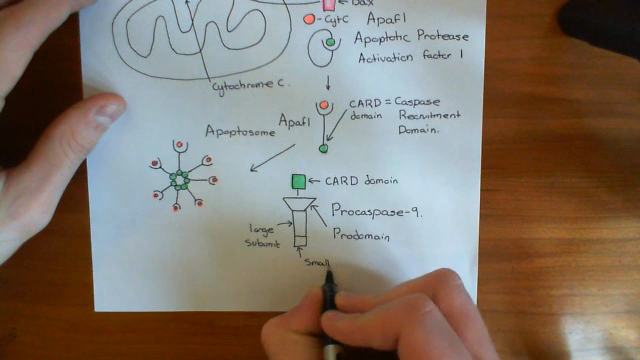 Bax
-CytC Apaf1
Apoptotic Protease
Activation factor 1
Cytochrome C.
Apaf1
CARD = Caspase
domain Recruitment
Domain.
Apoptosome
CARD domain
Procaspase-9.
Prodomain
large
subunit
Small